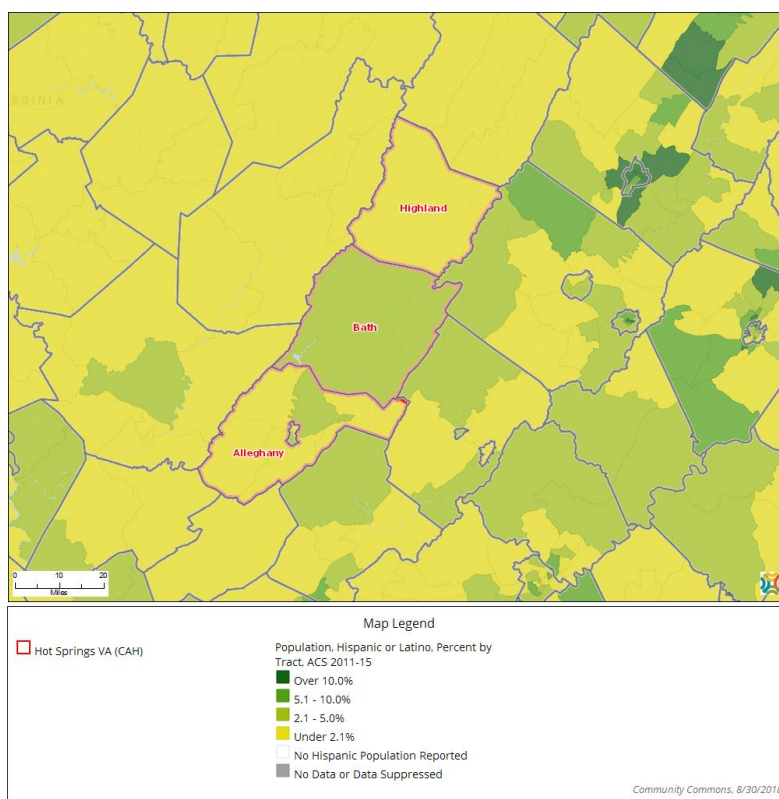 RGINIA
Highland
Bath
Alleghany
0 10 20
Miles
Map Legend
Hot Springs VA (CAH)
Population, Hispanic or Latino, Percent by
Tract, ACS 2011-15
Over 10.0%
5.1 - 10.0%
2.1 - 5.0%
Under 2.1%
No Hispanic Population Reported
No Data or Data Suppressed
Community Commons, 8/30/2018